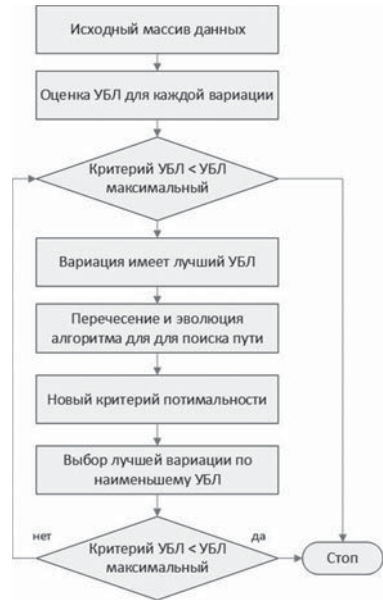 Исходный массив данных
Оценка УБЛ для каждой вариации
Критерий УБЛ < УБЛ
максимальный
Вариация имеет лучший УБЛ
Перечесение и эволюция
алгоритма для для поиска пути
Новый критерий потимальности
Выбор лучшей вариации по
наименьшему УБЛ
нет
да
Критерий УБЛ < УБЛ
максимальный
Стоп